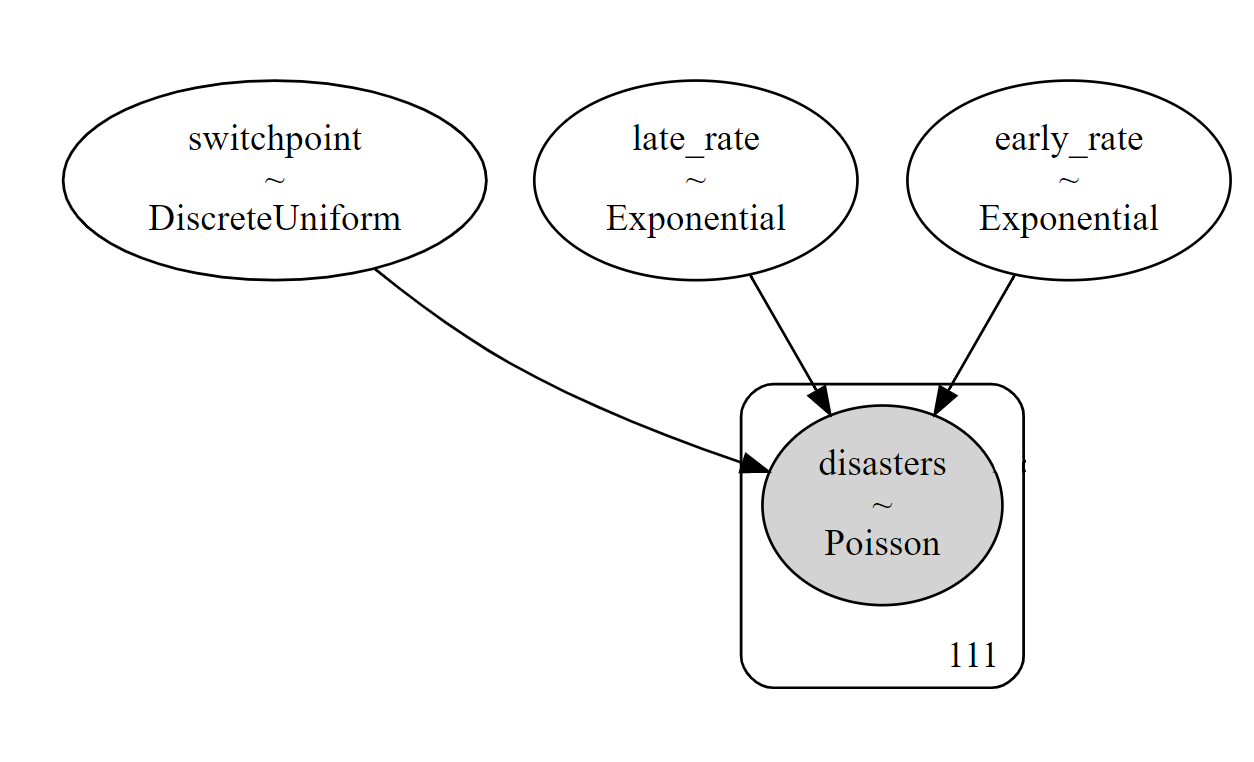 switchpoint
~
DiscreteUniform
late_rate
~
Exponential
early_rate
~
Exponential
disasters
~
Poisson
111